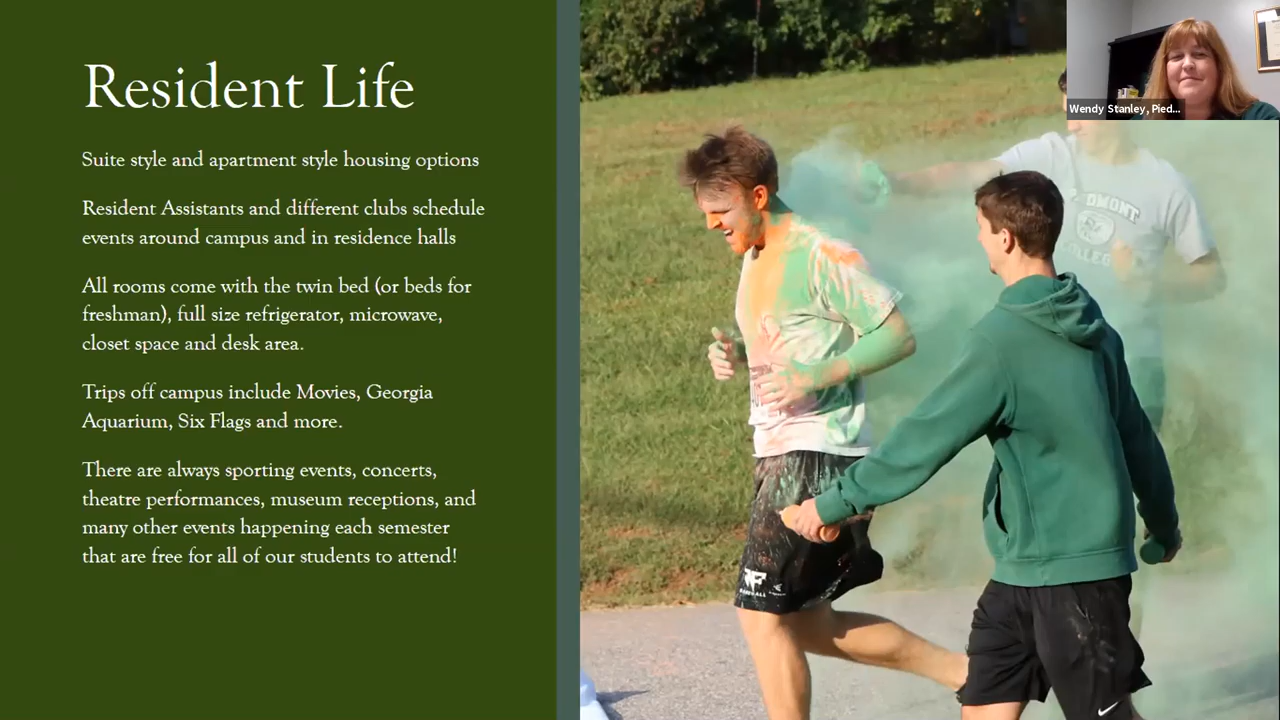 Resident Life
Suite style and apartment style housing options
Resident Assistants and different clubs schedule
events around campus and in residence halls
All rooms come with the twin bed (or beds for
freshman), full size refrigerator, microwave,
closet space and desk area.
Trips off campus include Movies, Georgia
Aquarium, Six Flags and more.
There are always sporting events, concerts,
theatre performances, museum receptions, and
many other events happening each semester
that are free for all of our students to attend!
Wendy Stanley, Pied...